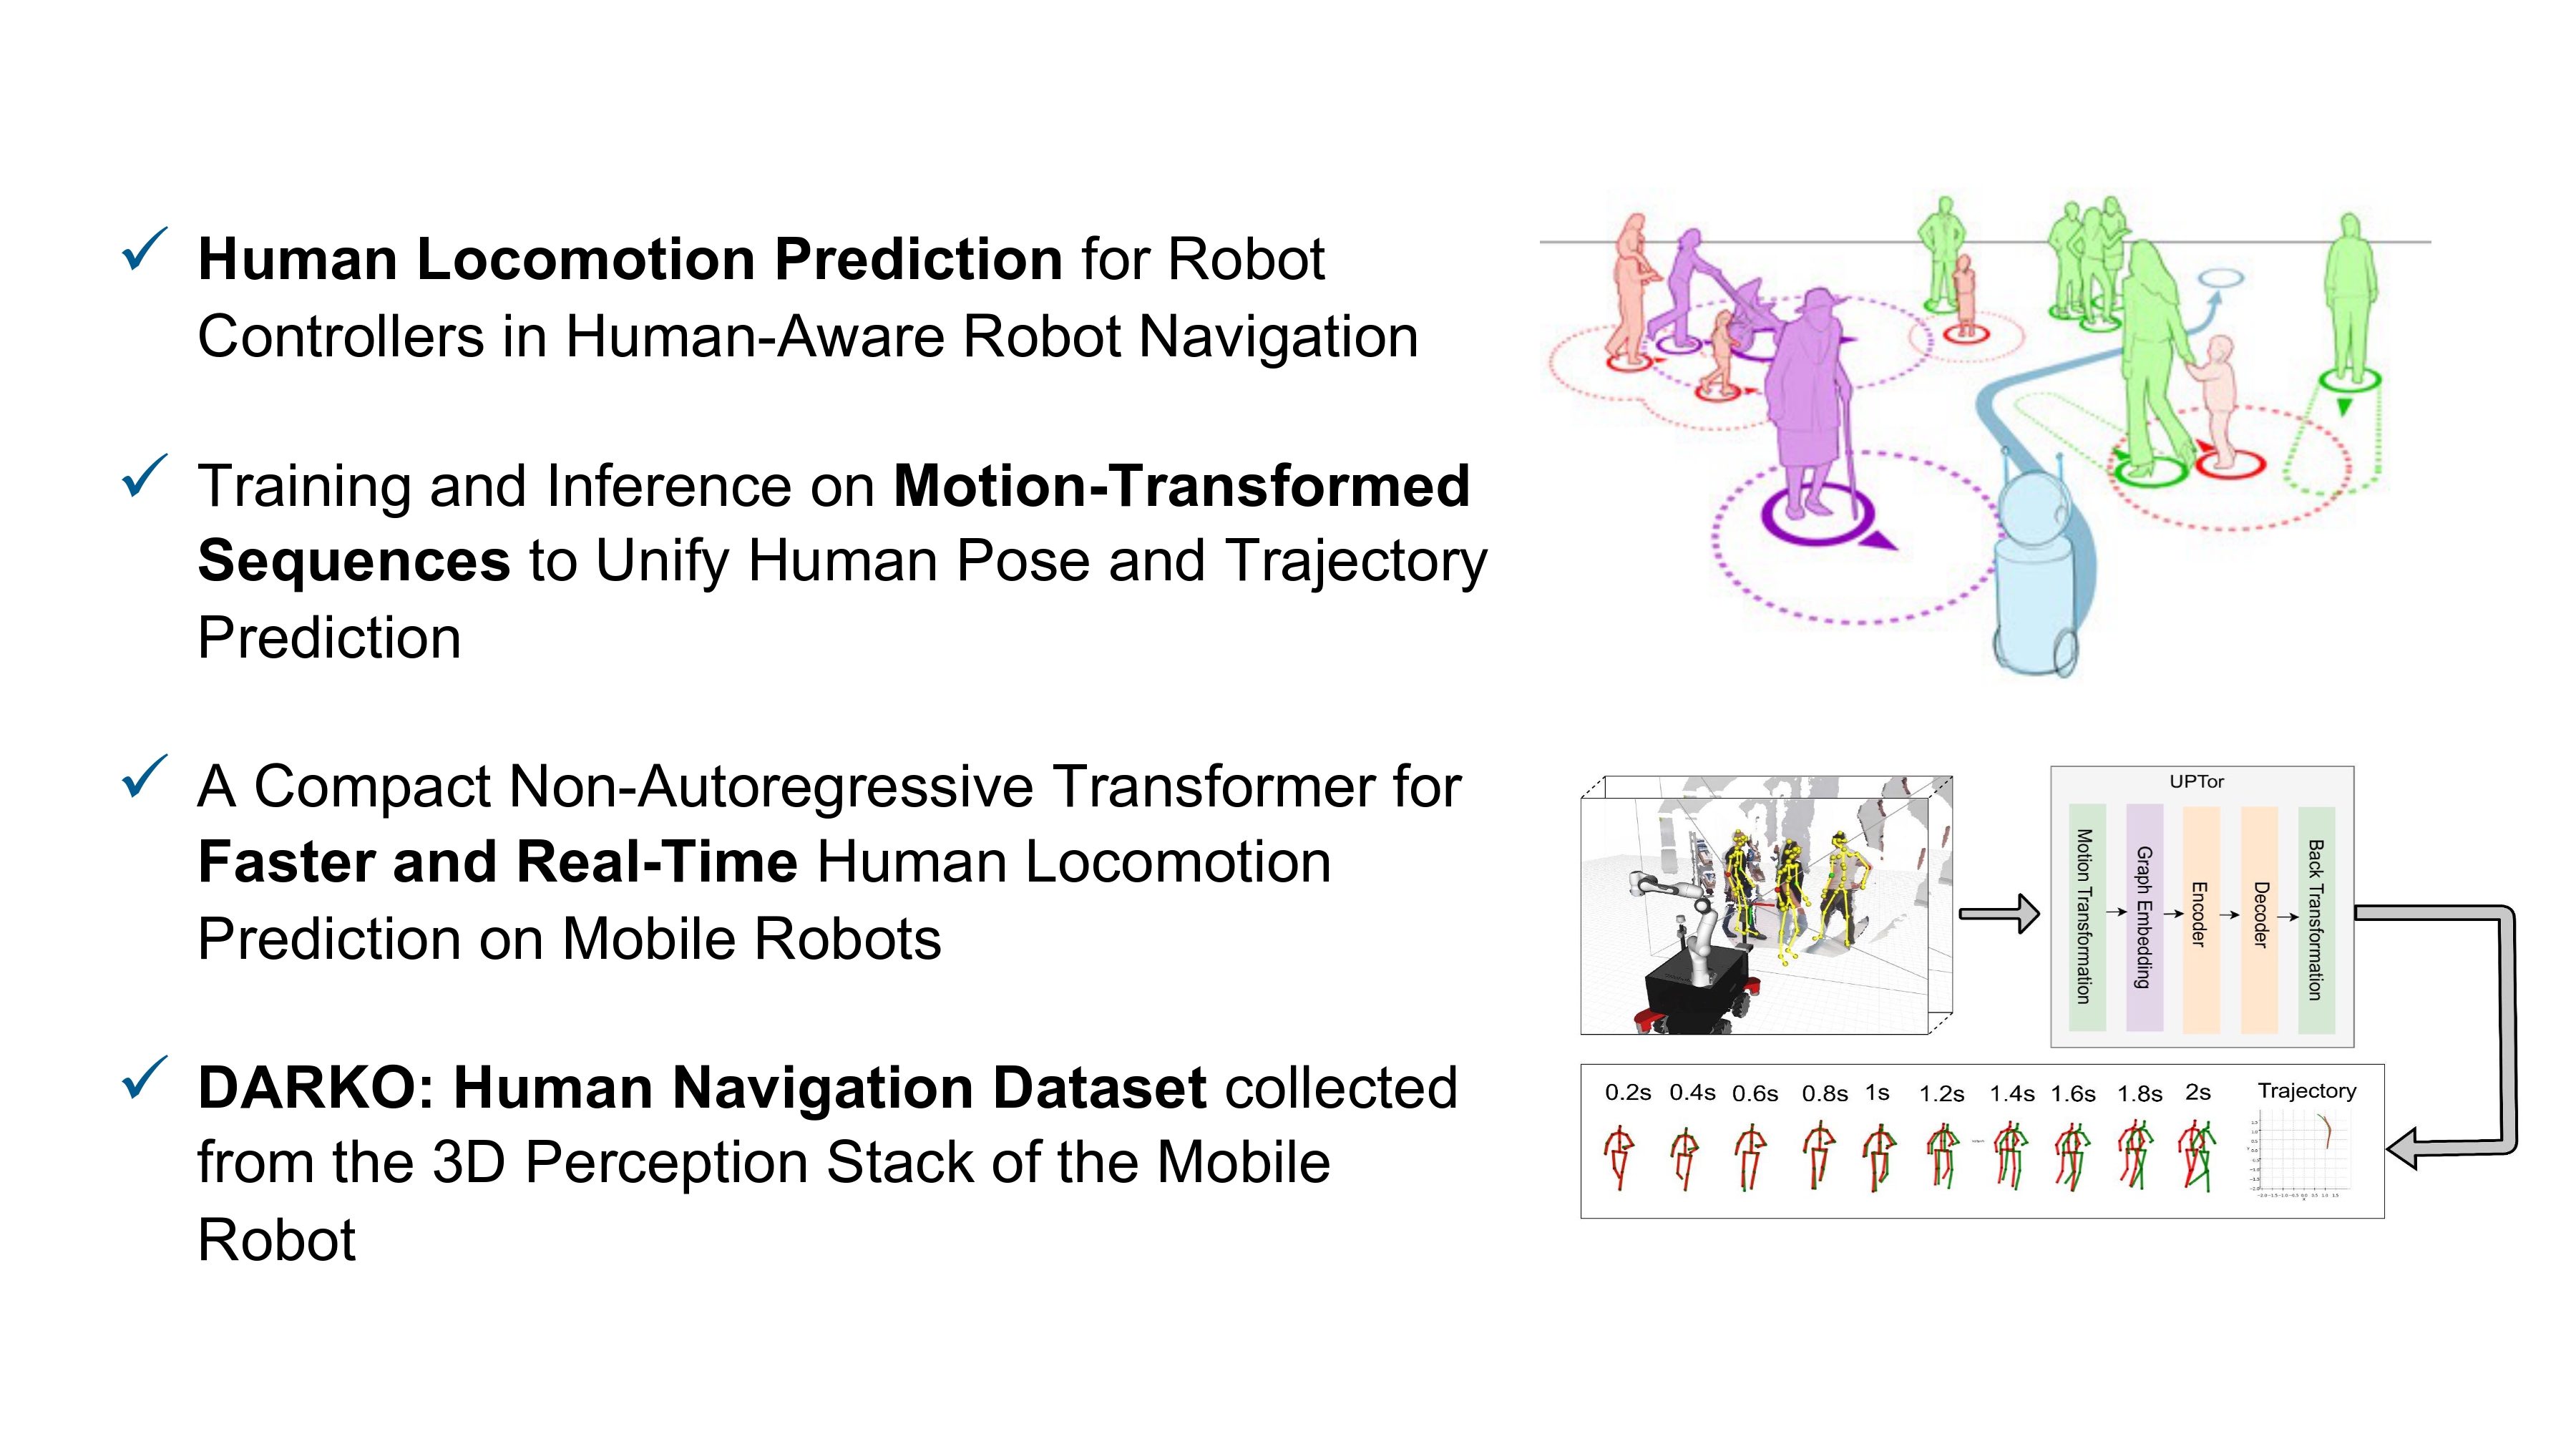 Human Locomotion Prediction for Robot
Controllers in Human-Aware Robot Navigation
Training and Inference on Motion-Transformed
Sequences to Unify Human Pose and Trajectory
Prediction
A Compact Non-Autoregressive Transformer for
Faster and Real-Time Human Locomotion
Prediction on Mobile Robots
DARKO: Human Navigation Dataset collected
from the 3D Perception Stack of the Mobile
Robot
UPTor
Motion Transformation
Graph Embedding
Encoder
Decoder
Back Transformation
0.2s 0.4s 0.6s 0.8s 1s 1.2s 1.4s 1.6s 1.8s 2s Trajectory